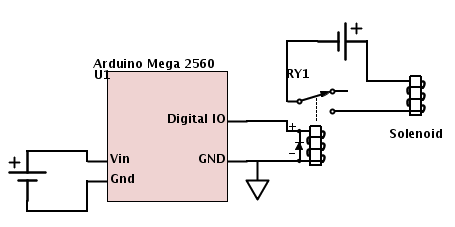 Arduino Mega 2560
U1
RY1
Digital IO
Solenoid
Vin
GND
Gnd
+
+
+
−